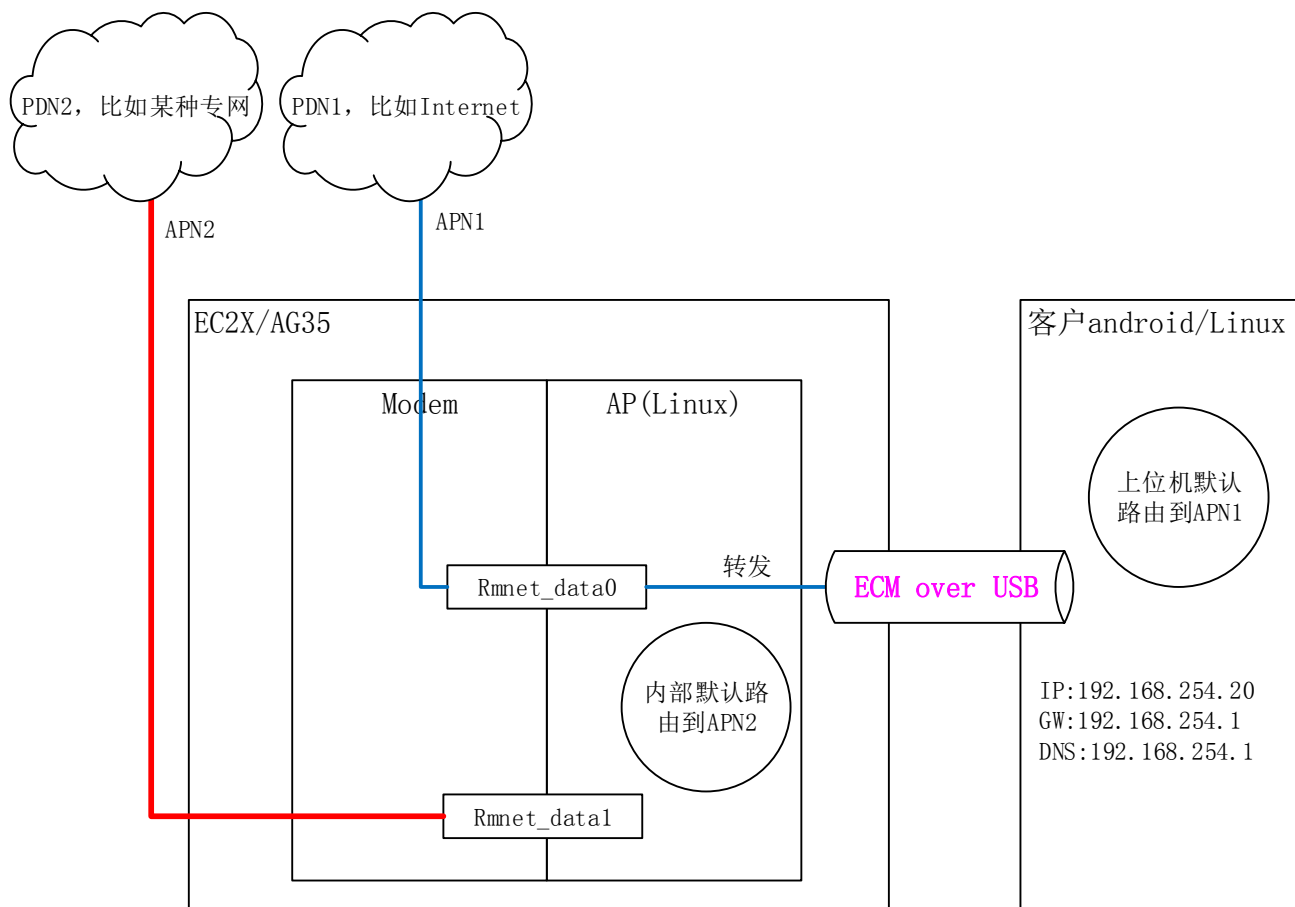 PDN2，比如某种专网
PDN1，比如Internet
APN2
APN1
EC2X/AG35
客户android/Linux
Modem
AP(Linux)
上位机默认
路由到APN1
Rmnet_data0
转发
ECM over USB
内部默认路
由到APN2
IP:192.168.254.20
GW:192.168.254.1
DNS:192.168.254.1
Rmnet_data1